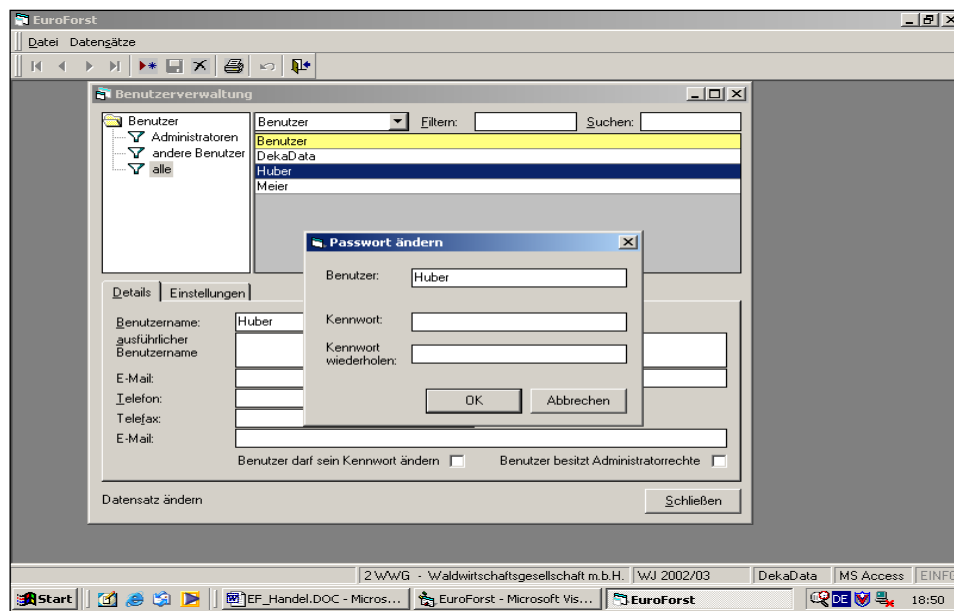 EuroForst
Datei Datensätze
Benutzerverwaltung
Benutzer
Administratoren
andere Benutzer
alle
Benutzer Filtern: Suchen:
Benutzer
DekaData
Huber
Meier
Passwort ändern
Benutzer: Huber
Kennwort:
Kennwort
wiederholen:
OK Abbrechen
Details Einstellungen
Benutzername: Huber
ausführlicher
Benutzername
E-Mail:
Telefon:
Telefax:
E-Mail:
Benutzer darf sein Kennwort ändern Benutzer besitzt Administratorrechte
Datensatz ändern Schließen
2 WWG - Waldwirtschaftsgesellschaft m.b.H. WJ 2002/03 DekaData MS Access EINFG
Start EF_Handel.DOC - Micros... EuroForst - Microsoft Vis... EuroForst DE 18:50